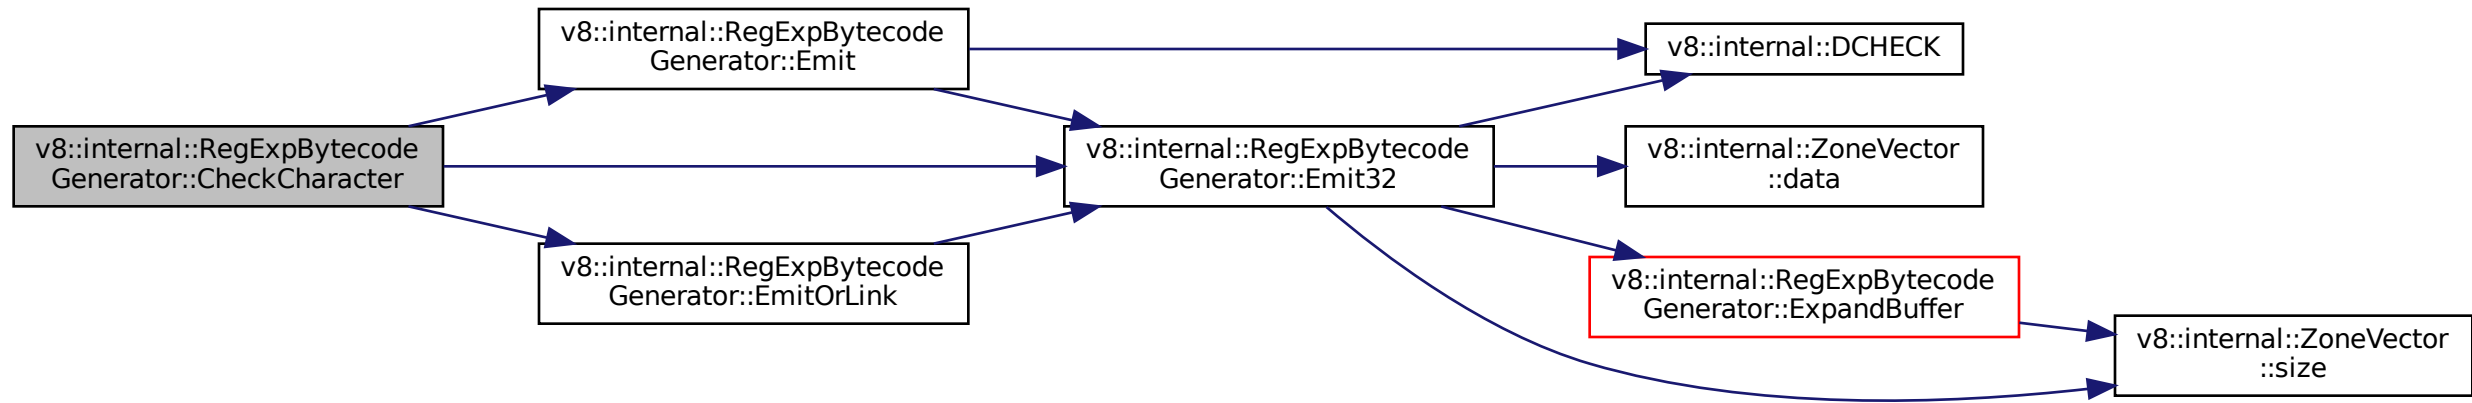 v8::internal::RegExpBytecode
Generator::CheckCharacter
v8::internal::RegExpBytecode
Generator::Emit
v8::internal::RegExpBytecode
Generator::EmitOrLink
v8::internal::RegExpBytecode
Generator::Emit32
v8::internal::DCHECK
v8::internal::ZoneVector
::data
v8::internal::RegExpBytecode
Generator::ExpandBuffer
v8::internal::ZoneVector
::size